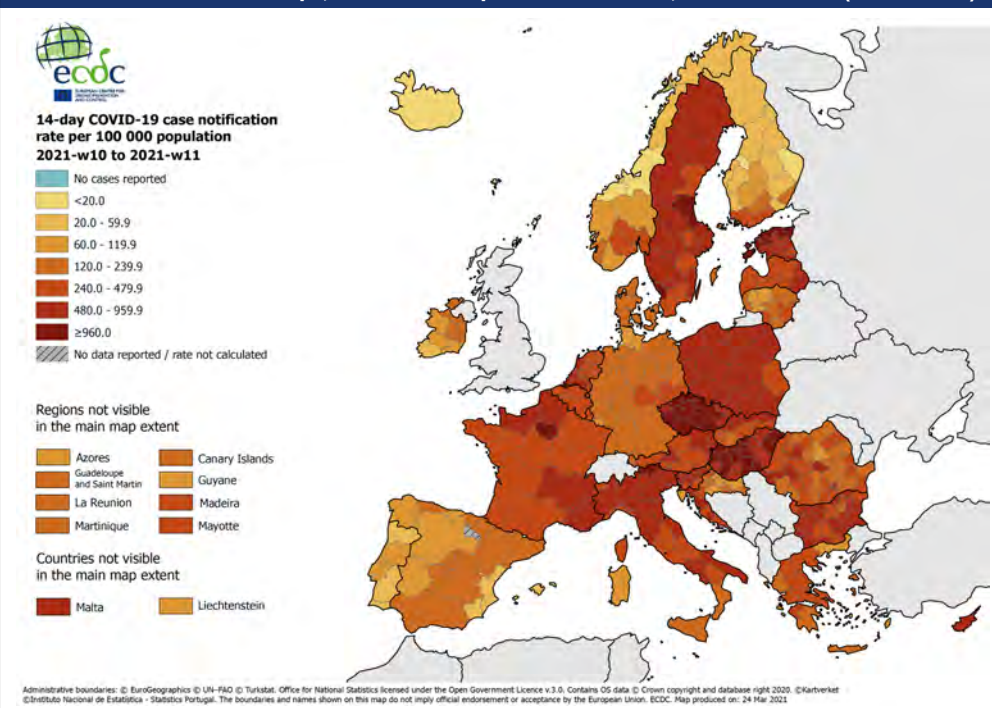 ecdc
EUROPEAN CENTRE FOR
DISEASE PREVENTION
AND CONTROL
14-day COVID-19 case notification
rate per 100 000 population
2021-w10 to 2021-w11
No cases reported
<20.0
20.0 - 59.9
60.0 - 119.9
120.0 - 239.9
240.0 - 479.9
480.0 - 959.9
≥960.0
No data reported / rate not calculated
Regions not visible
in the main map extent
Azores
Canary Islands
Guadeloupe
and Saint Martin
Guyane
La Reunion
Madeira
Martinique
Mayotte
Countries not visible
in the main map extent
Malta
Liechtenstein
Administrative boundaries: © EuroGeographics © UN–FAO © Turkstat. Office for National Statistics licensed under the Open Government Licence v.3.0. Contains OS data © Crown copyright and database right 2020. ©Kartverket
©Instituto Nacional de Estatística - Statistics Portugal. The boundaries and names shown on this map do not imply official endorsement or acceptance by the European Union. ECDC. Map produced on: 24 Mar 2021